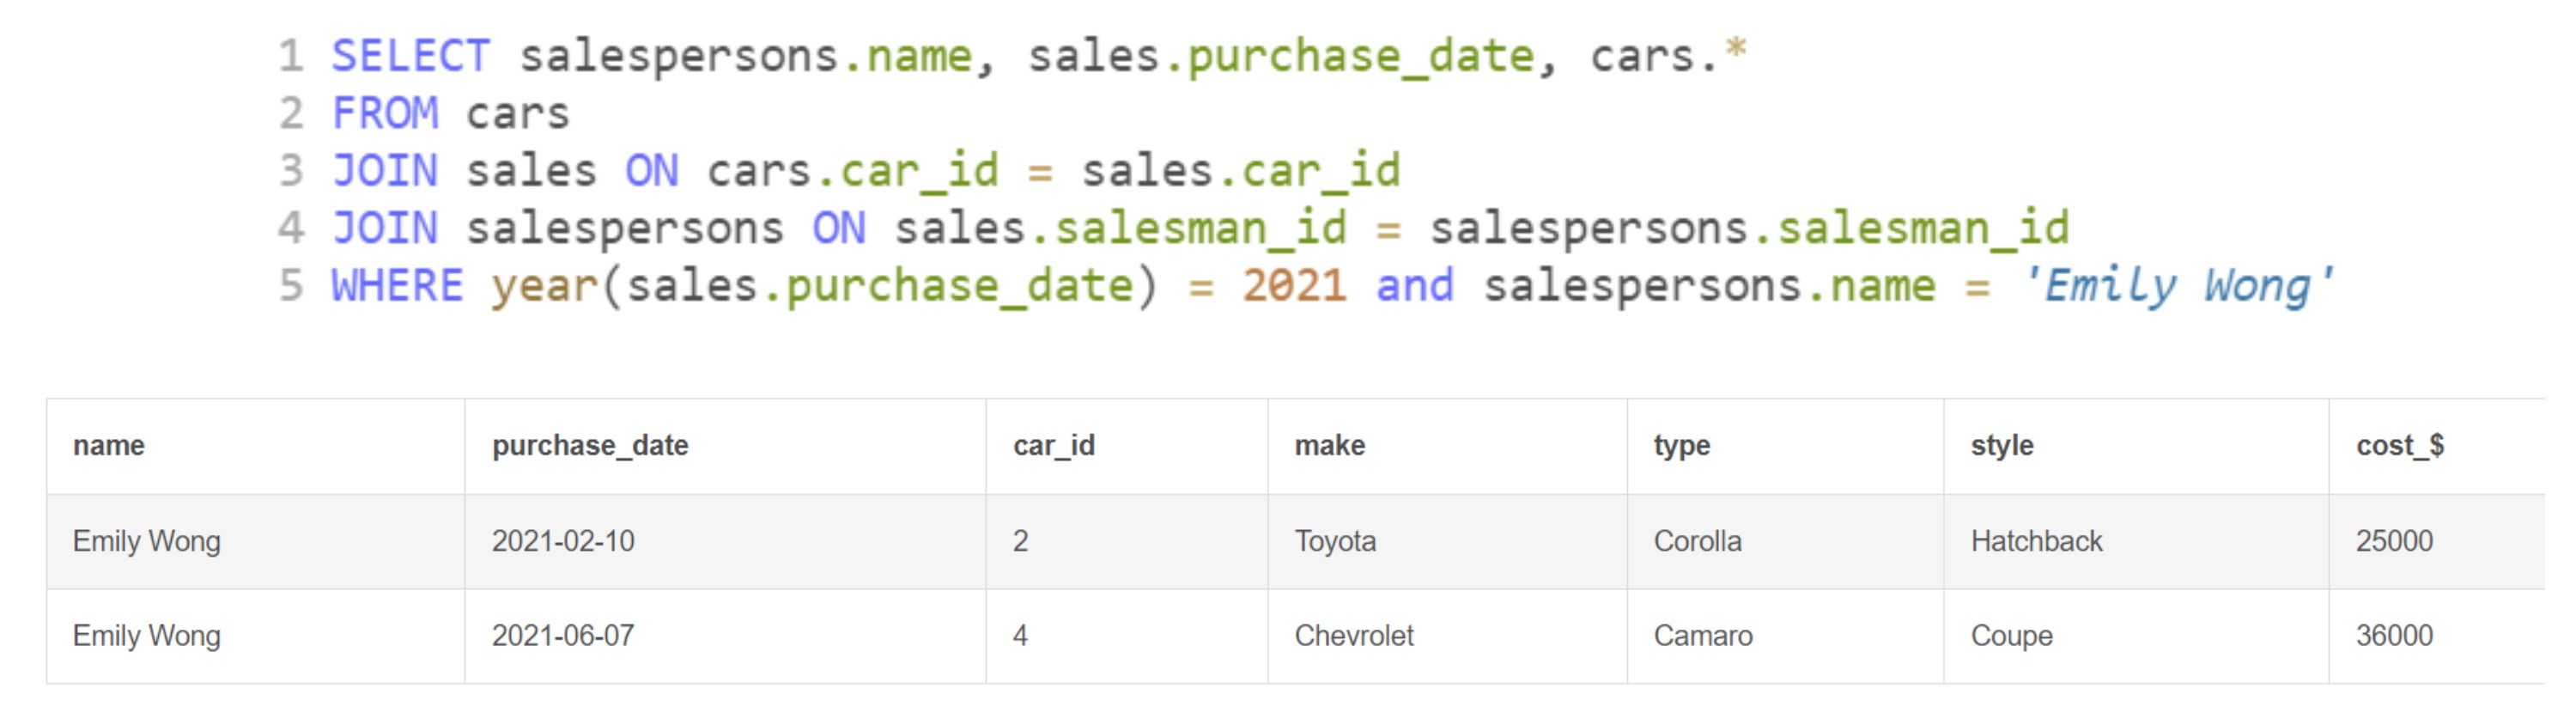 1 SELECT salespersons.name, sales.purchase_date, cars.*
2 FROM cars
3 JOIN sales ON cars.car_id = sales.car_id
4 JOIN salespersons ON sales.salesman_id = salespersons.salesman_id
5 WHERE year(sales.purchase_date) = 2021 and salespersons.name = 'Emily Wong'
name purchase_date car_id make type style cost_$
Emily Wong 2021-02-10 2 Toyota Corolla Hatchback 25000
Emily Wong 2021-06-07 4 Chevrolet Camaro Coupe 36000